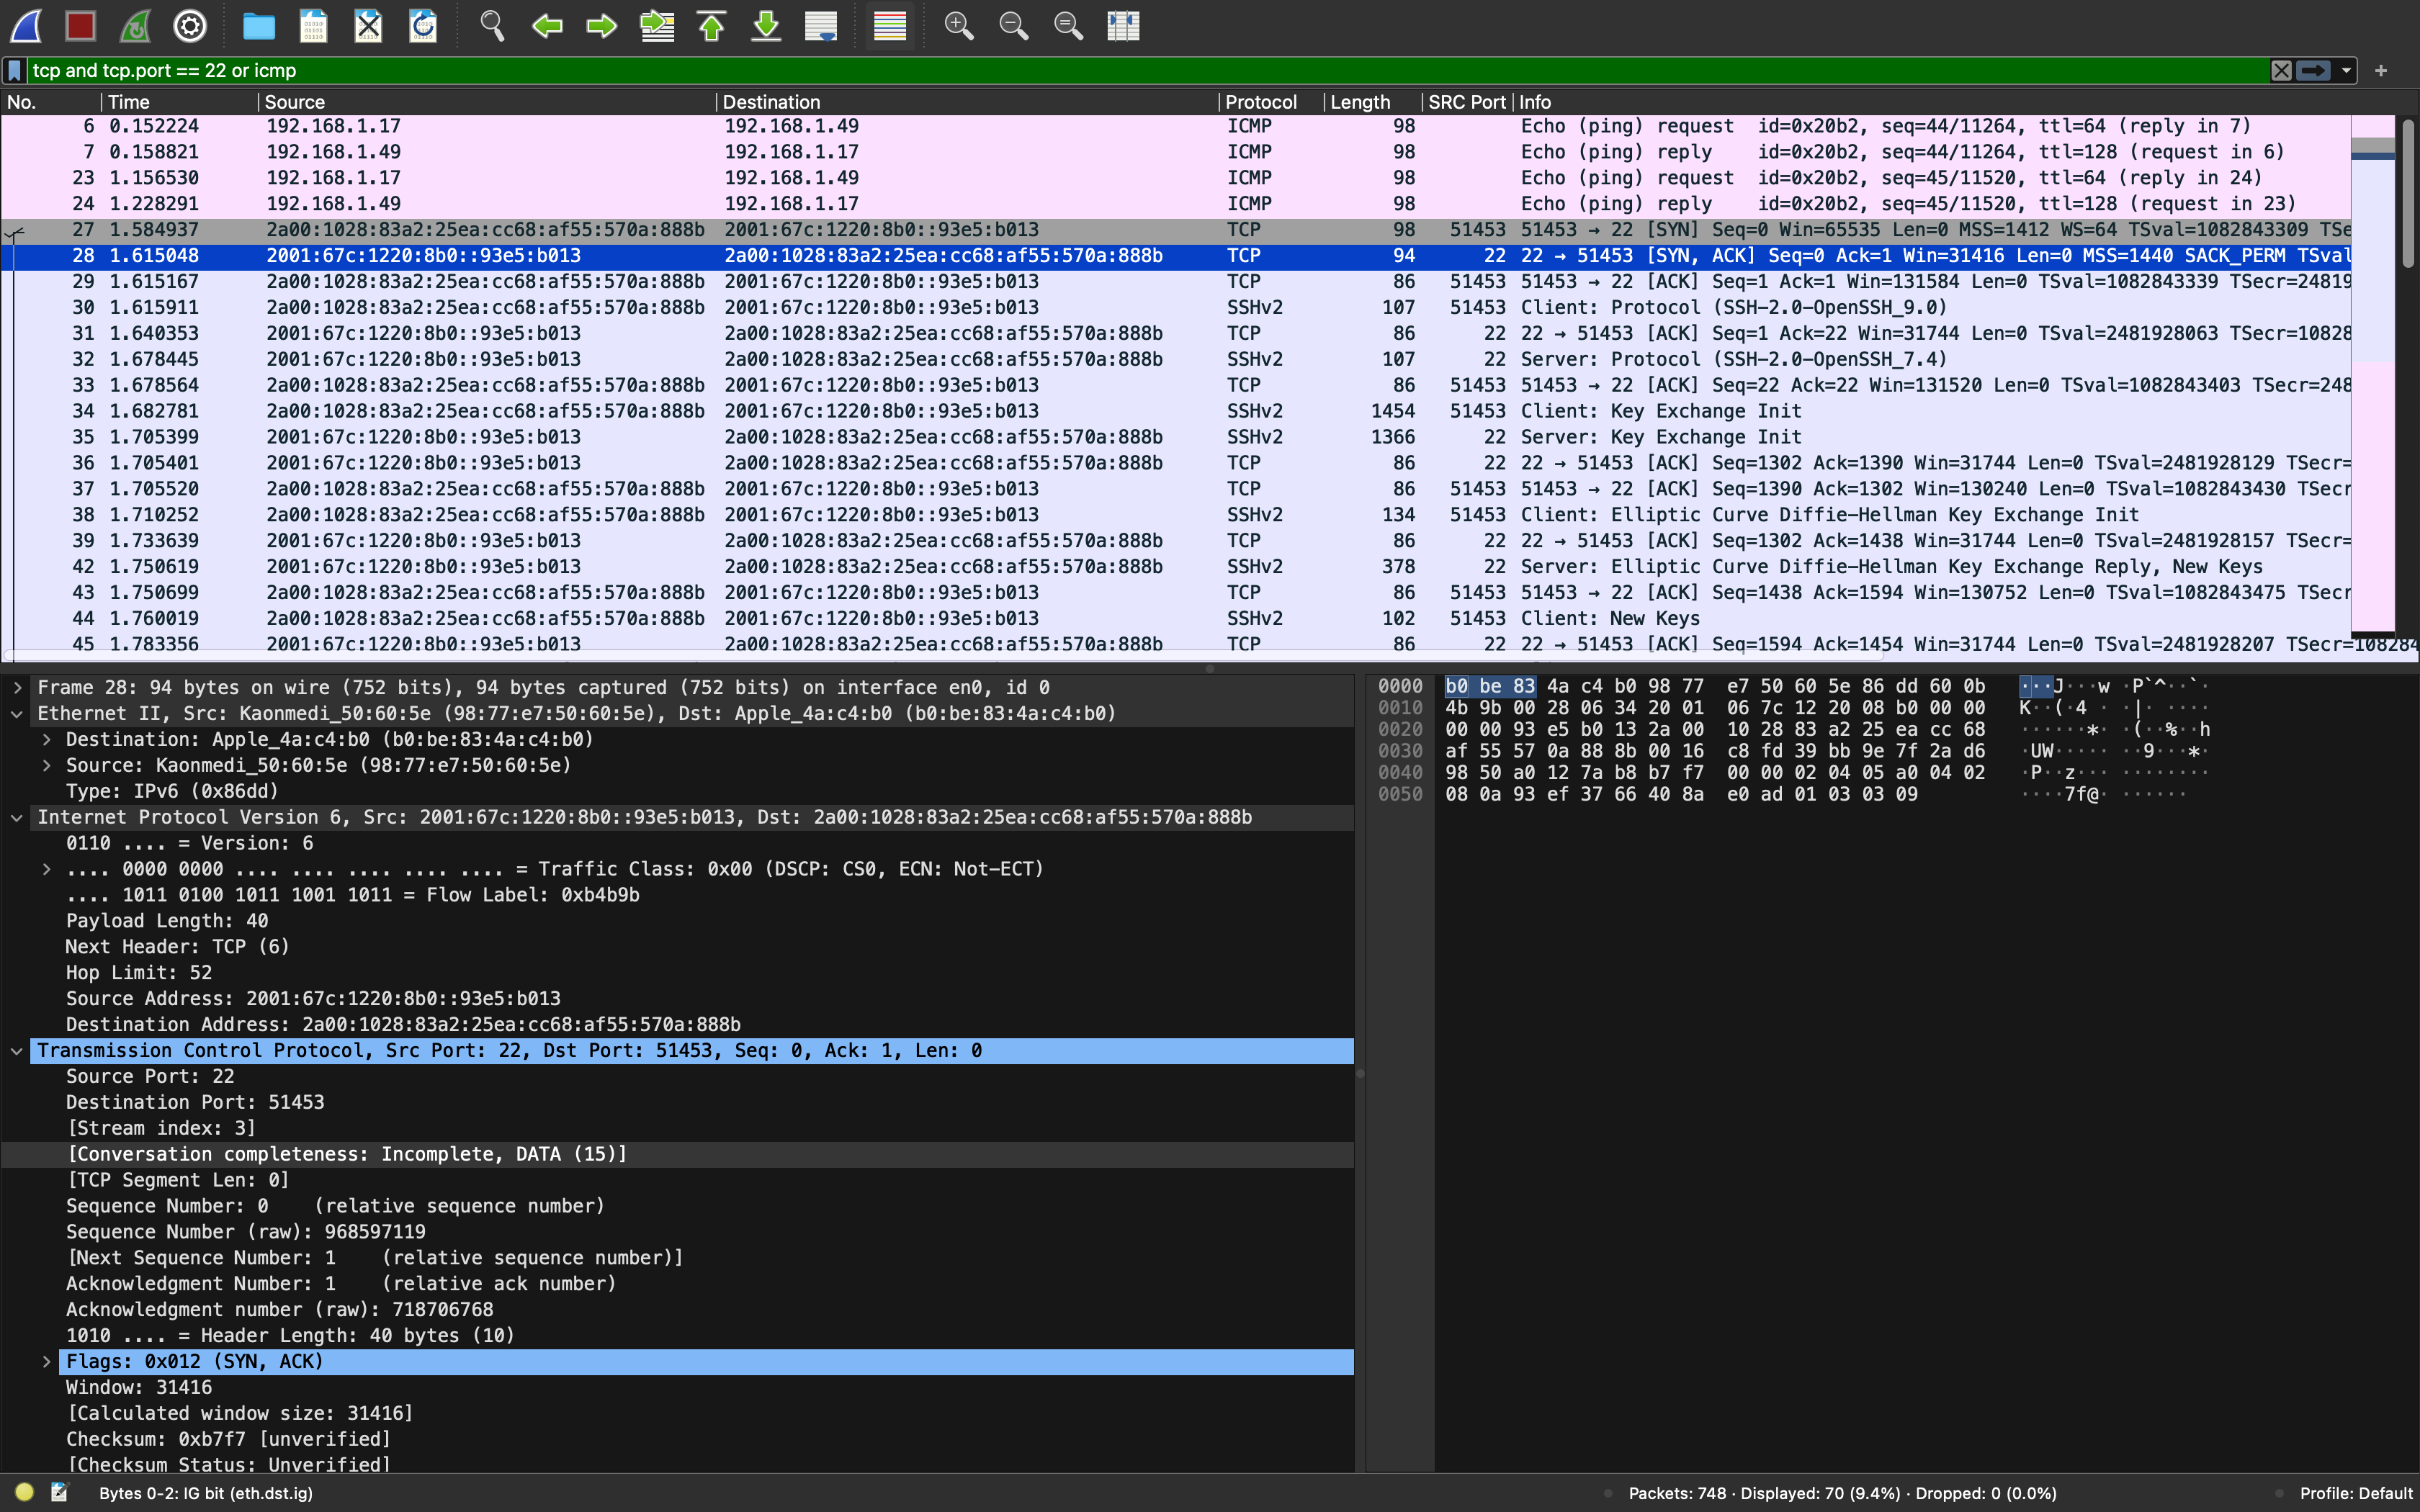 tcp and tcp.port == 22 or icmp
No. Time Source Destination Protocol Length SRC Port Info
6 0.152224 192.168.1.17 192.168.1.49 ICMP 98 Echo (ping) request id=0x20b2, seq=44/11264, ttl=64 (reply in 7)
7 0.158821 192.168.1.49 192.168.1.17 ICMP 98 Echo (ping) reply id=0x20b2, seq=44/11264, ttl=128 (request in 6)
23 1.156530 192.168.1.17 192.168.1.49 ICMP 98 Echo (ping) request id=0x20b2, seq=45/11520, ttl=64 (reply in 24)
24 1.228291 192.168.1.49 192.168.1.17 ICMP 98 Echo (ping) reply id=0x20b2, seq=45/11520, ttl=128 (request in 23)
27 1.584937 2a00:1028:83a2:25ea:cc68:af55:570a:888b 2001:67c:1220:8b0::93e5:b013 TCP 98 51453 51453 → 22 [SYN] Seq=0 Win=65535 Len=0 MSS=1412 WS=64 TSval=1082843309 TSe
28 1.615048 2001:67c:1220:8b0::93e5:b013 2a00:1028:83a2:25ea:cc68:af55:570a:888b TCP 94 22 22 → 51453 [SYN, ACK] Seq=0 Ack=1 Win=31416 Len=0 MSS=1440 SACK_PERM TSval
29 1.615167 2a00:1028:83a2:25ea:cc68:af55:570a:888b 2001:67c:1220:8b0::93e5:b013 TCP 86 51453 51453 → 22 [ACK] Seq=1 Ack=1 Win=131584 Len=0 TSval=1082843339 TSecr=24819
30 1.615911 2a00:1028:83a2:25ea:cc68:af55:570a:888b 2001:67c:1220:8b0::93e5:b013 SSHv2 107 51453 Client: Protocol (SSH-2.0-OpenSSH_9.0)
31 1.640353 2001:67c:1220:8b0::93e5:b013 2a00:1028:83a2:25ea:cc68:af55:570a:888b TCP 86 22 22 → 51453 [ACK] Seq=1 Ack=22 Win=31744 Len=0 TSval=2481928063 TSecr=10828
32 1.678445 2001:67c:1220:8b0::93e5:b013 2a00:1028:83a2:25ea:cc68:af55:570a:888b SSHv2 107 22 Server: Protocol (SSH-2.0-OpenSSH_7.4)
33 1.678564 2a00:1028:83a2:25ea:cc68:af55:570a:888b 2001:67c:1220:8b0::93e5:b013 TCP 86 51453 51453 → 22 [ACK] Seq=22 Ack=22 Win=131520 Len=0 TSval=1082843403 TSecr=248
34 1.682781 2a00:1028:83a2:25ea:cc68:af55:570a:888b 2001:67c:1220:8b0::93e5:b013 SSHv2 1454 51453 Client: Key Exchange Init
35 1.705399 2001:67c:1220:8b0::93e5:b013 2a00:1028:83a2:25ea:cc68:af55:570a:888b SSHv2 1366 22 Server: Key Exchange Init
36 1.705401 2001:67c:1220:8b0::93e5:b013 2a00:1028:83a2:25ea:cc68:af55:570a:888b TCP 86 22 22 → 51453 [ACK] Seq=1302 Ack=1390 Win=31744 Len=0 TSval=2481928129 TSecr=
37 1.705520 2a00:1028:83a2:25ea:cc68:af55:570a:888b 2001:67c:1220:8b0::93e5:b013 TCP 86 51453 51453 → 22 [ACK] Seq=1390 Ack=1302 Win=130240 Len=0 TSval=1082843430 TSecr
38 1.710252 2a00:1028:83a2:25ea:cc68:af55:570a:888b 2001:67c:1220:8b0::93e5:b013 SSHv2 134 51453 Client: Elliptic Curve Diffie-Hellman Key Exchange Init
39 1.733639 2001:67c:1220:8b0::93e5:b013 2a00:1028:83a2:25ea:cc68:af55:570a:888b TCP 86 22 22 → 51453 [ACK] Seq=1302 Ack=1438 Win=31744 Len=0 TSval=2481928157 TSecr=
42 1.750619 2001:67c:1220:8b0::93e5:b013 2a00:1028:83a2:25ea:cc68:af55:570a:888b SSHv2 378 22 Server: Elliptic Curve Diffie-Hellman Key Exchange Reply, New Keys
43 1.750699 2a00:1028:83a2:25ea:cc68:af55:570a:888b 2001:67c:1220:8b0::93e5:b013 TCP 86 51453 51453 → 22 [ACK] Seq=1438 Ack=1594 Win=130752 Len=0 TSval=1082843475 TSecr
44 1.760019 2a00:1028:83a2:25ea:cc68:af55:570a:888b 2001:67c:1220:8b0::93e5:b013 SSHv2 102 51453 Client: New Keys
45 1.783356 2001:67c:1220:8b0::93e5:b013 2a00:1028:83a2:25ea:cc68:af55:570a:888b TCP 86 22 22 → 51453 [ACK] Seq=1594 Ack=1454 Win=31744 Len=0 TSval=2481928207 TSecr=108284
Frame 28: 94 bytes on wire (752 bits), 94 bytes captured (752 bits) on interface en0, id 0
Ethernet II, Src: Kaonmedi_50:60:5e (98:77:e7:50:60:5e), Dst: Apple_4a:c4:b0 (b0:be:83:4a:c4:b0)
Destination: Apple_4a:c4:b0 (b0:be:83:4a:c4:b0)
Source: Kaonmedi_50:60:5e (98:77:e7:50:60:5e)
Type: IPv6 (0x86dd)
Internet Protocol Version 6, Src: 2001:67c:1220:8b0::93e5:b013, Dst: 2a00:1028:83a2:25ea:cc68:af55:570a:888b
0110 .... = Version: 6
.... 0000 0000 .... .... .... .... .... = Traffic Class: 0x00 (DSCP: CS0, ECN: Not-ECT)
.... 1011 0100 1011 1001 1011 = Flow Label: 0xb4b9b
Payload Length: 40
Next Header: TCP (6)
Hop Limit: 52
Source Address: 2001:67c:1220:8b0::93e5:b013
Destination Address: 2a00:1028:83a2:25ea:cc68:af55:570a:888b
Transmission Control Protocol, Src Port: 22, Dst Port: 51453, Seq: 0, Ack: 1, Len: 0
Source Port: 22
Destination Port: 51453
[Stream index: 3]
[Conversation completeness: Incomplete, DATA (15)]
[TCP Segment Len: 0]
Sequence Number: 0 (relative sequence number)
Sequence Number (raw): 968597119
[Next Sequence Number: 1 (relative sequence number)]
Acknowledgment Number: 1 (relative ack number)
Acknowledgment number (raw): 718706768
1010 .... = Header Length: 40 bytes (10)
Flags: 0x012 (SYN, ACK)
Window: 31416
[Calculated window size: 31416]
Checksum: 0xb7f7 [unverified]
[Checksum Status: Unverified]
0000 b0 be 83 4a c4 b0 98 77 e7 50 60 5e 86 dd 60 0b ···J···w ·P`^··`·
0010 4b 9b 00 28 06 34 20 01 06 7c 12 20 08 b0 00 00 K··(·4 · ·|· ····
0020 00 00 93 e5 b0 13 2a 00 10 28 83 a2 25 ea cc 68 ······*· ·(··%··h
0030 af 55 57 0a 88 8b 00 16 c8 fd 39 bb 9e 7f 2a d6 ·UW····· ··9···*·
0040 98 50 a0 12 7a b8 b7 f7 00 00 02 04 05 a0 04 02 ·P··z··· ········
0050 08 0a 93 ef 37 66 40 8a e0 ad 01 03 03 09 ····7f@· ······
Bytes 0-2: IG bit (eth.dst.ig)
Packets: 748 · Displayed: 70 (9.4%) · Dropped: 0 (0.0%)
Profile: Default